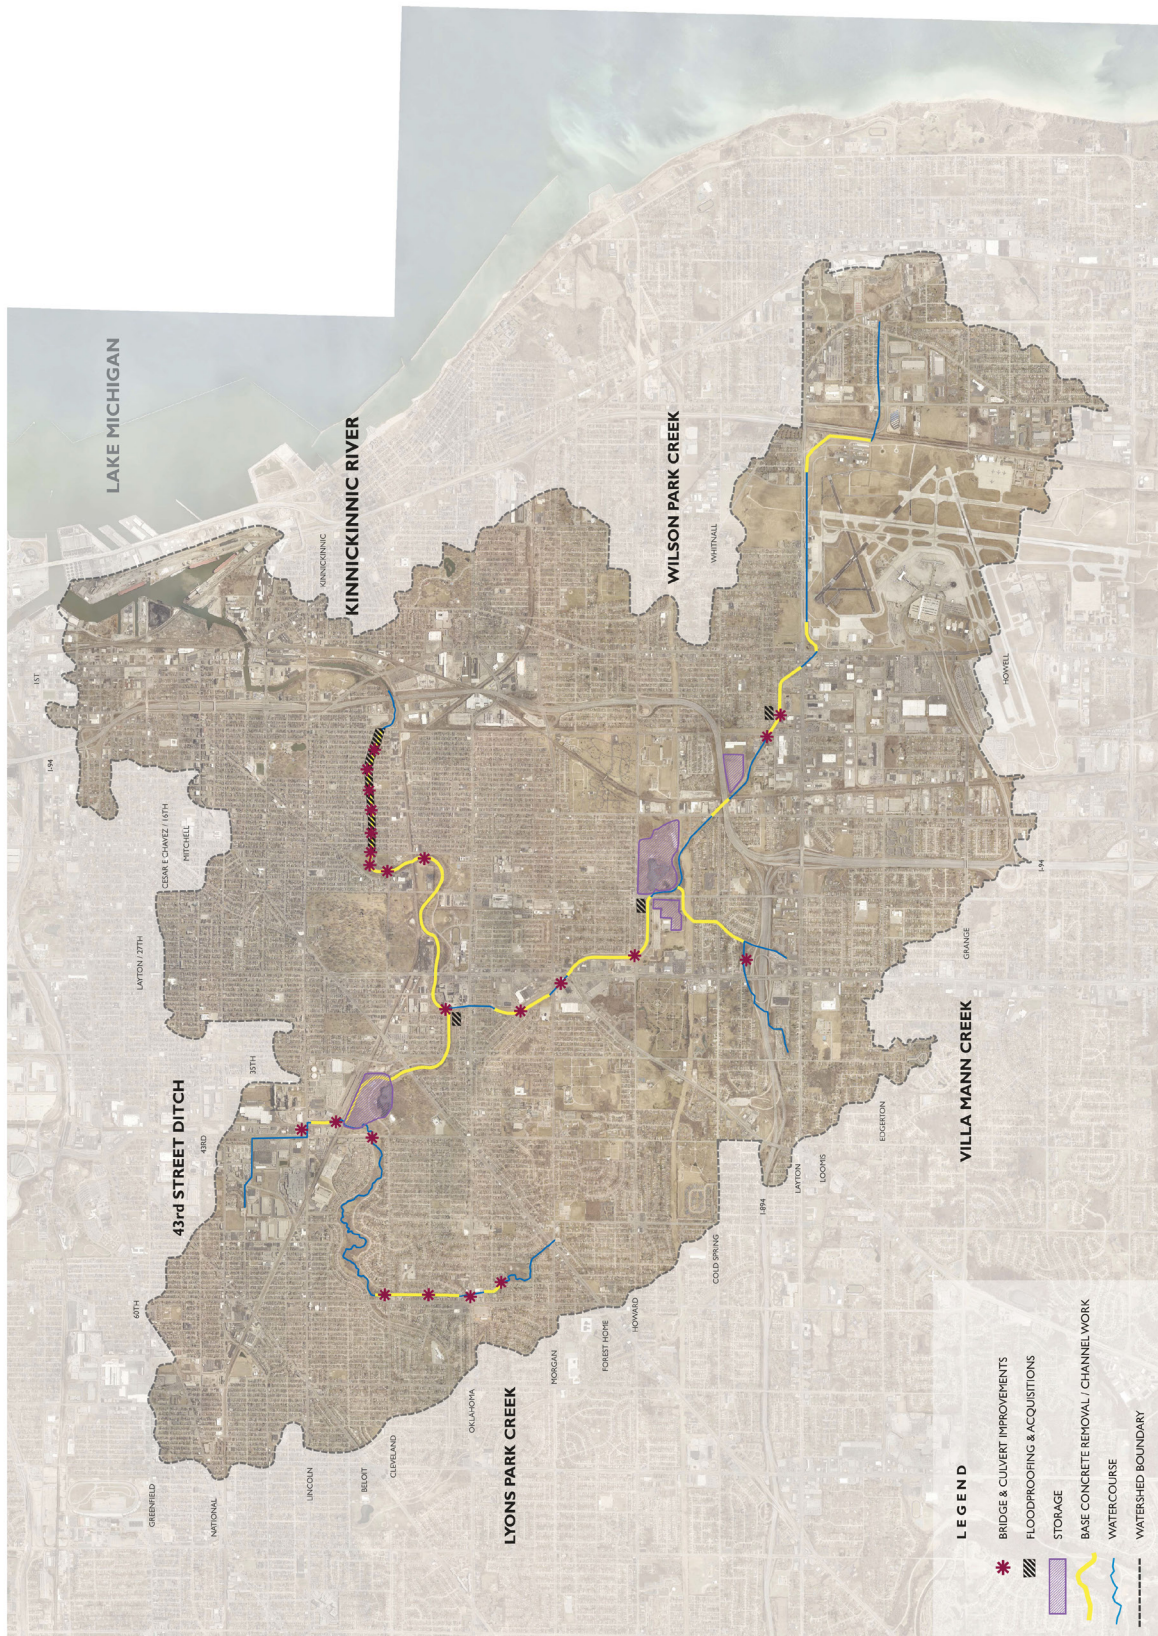 LAKE MICHIGAN
KINNICKINNIC RIVER
WILSON PARK CREEK
43rd STREET DITCH
LYONS PARK CREEK
VILLA MANN CREEK
1ST
I-94
CESAR E CHAVEZ / 16TH
MITCHELL
LAYTON / 27TH
35TH
43RD
60TH
GREENFIELD
NATIONAL
LINCOLN
BELOIT
CLEVELAND
OKLAHOMA
MORGAN
FOREST HOME
HOWARD
COLD SPRING
I-894
LAYTON
LOOMIS
EDGERTON
GRANGE
I-94
HOWELL
WHITNALL
KINNICKINNIC
LEGEND
BRIDGE & CULVERT IMPROVEMENTS
FLOODPROOFING & ACQUISITIONS
STORAGE
BASE CONCRETE REMOVAL / CHANNEL WORK
WATERCOURSE
WATERSHED BOUNDARY